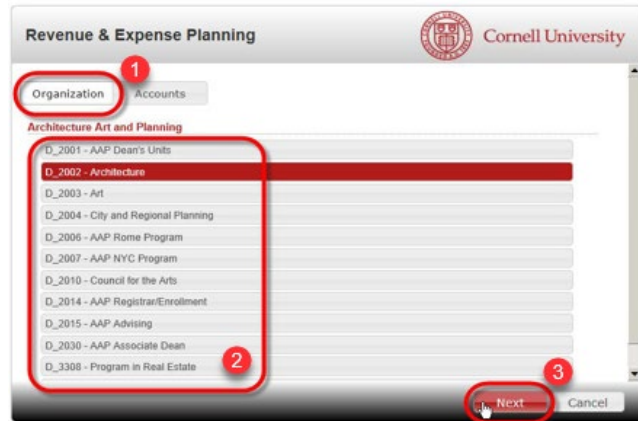 Revenue & Expense Planning
Cornell University
1
Organization
Accounts
Architecture Art and Planning
D_2001 - AAP Dean's Units
D_2002 - Architecture
D_2003 - Art
D_2004 - City and Regional Planning
D_2006 - AAP Rome Program
D_2007 - AAP NYC Program
D_2010 - Council for the Arts
D_2014 - AAP Registrar/Enrollment
D_2015 - AAP Advising
D_2030 - AAP Associate Dean
D_3308 - Program in Real Estate
2
3
Next
Cancel